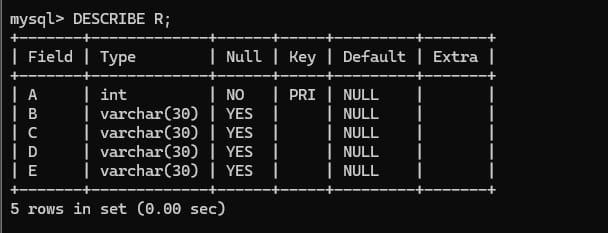 mysql> DESCRIBE R;
+-------+-------------+------+-----+---------+-------+
| Field | Type        | Null | Key | Default | Extra |
+-------+-------------+------+-----+---------+-------+
| A     | int         | NO   | PRI | NULL    |       |
| B     | varchar(30) | YES  |     | NULL    |       |
| C     | varchar(30) | YES  |     | NULL    |       |
| D     | varchar(30) | YES  |     | NULL    |       |
| E     | varchar(30) | YES  |     | NULL    |       |
+-------+-------------+------+-----+---------+-------+
5 rows in set (0.00 sec)